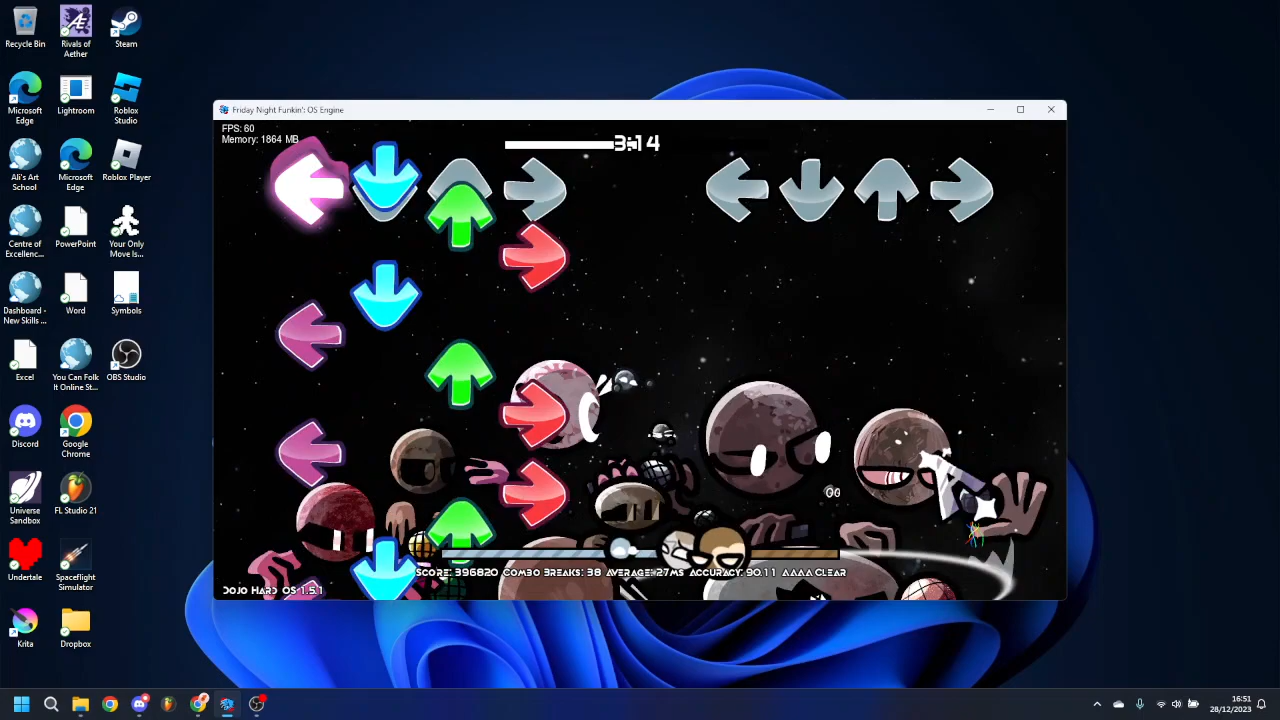 Recycle Bin
Rivals of
Aether
Steam
Microsoft
Edge
Lightroom
Roblox
Studio
Ali's Art
School
Microsoft
Edge
Roblox Player
Centre of
Excellenc...
PowerPoint
Your Only
Move Is...
Dashboard -
New Skills ...
Word
Symbols
Excel
You Can Folk
It Online St...
OBS Studio
Discord
Google
Chrome
Universe
Sandbox
FL Studio 21
Undertale
Spaceflight
Simulator
Krita
Dropbox
Friday Night Funkin': OS Engine
FPS: 60
Memory: 1864 MB
3:14
Score: 396820 Combo Breaks: 38 Average: 27ms Accuracy: 90.11 AAAA Clear
Dojo Hard OS 1.5.1
16:51
28/12/2023